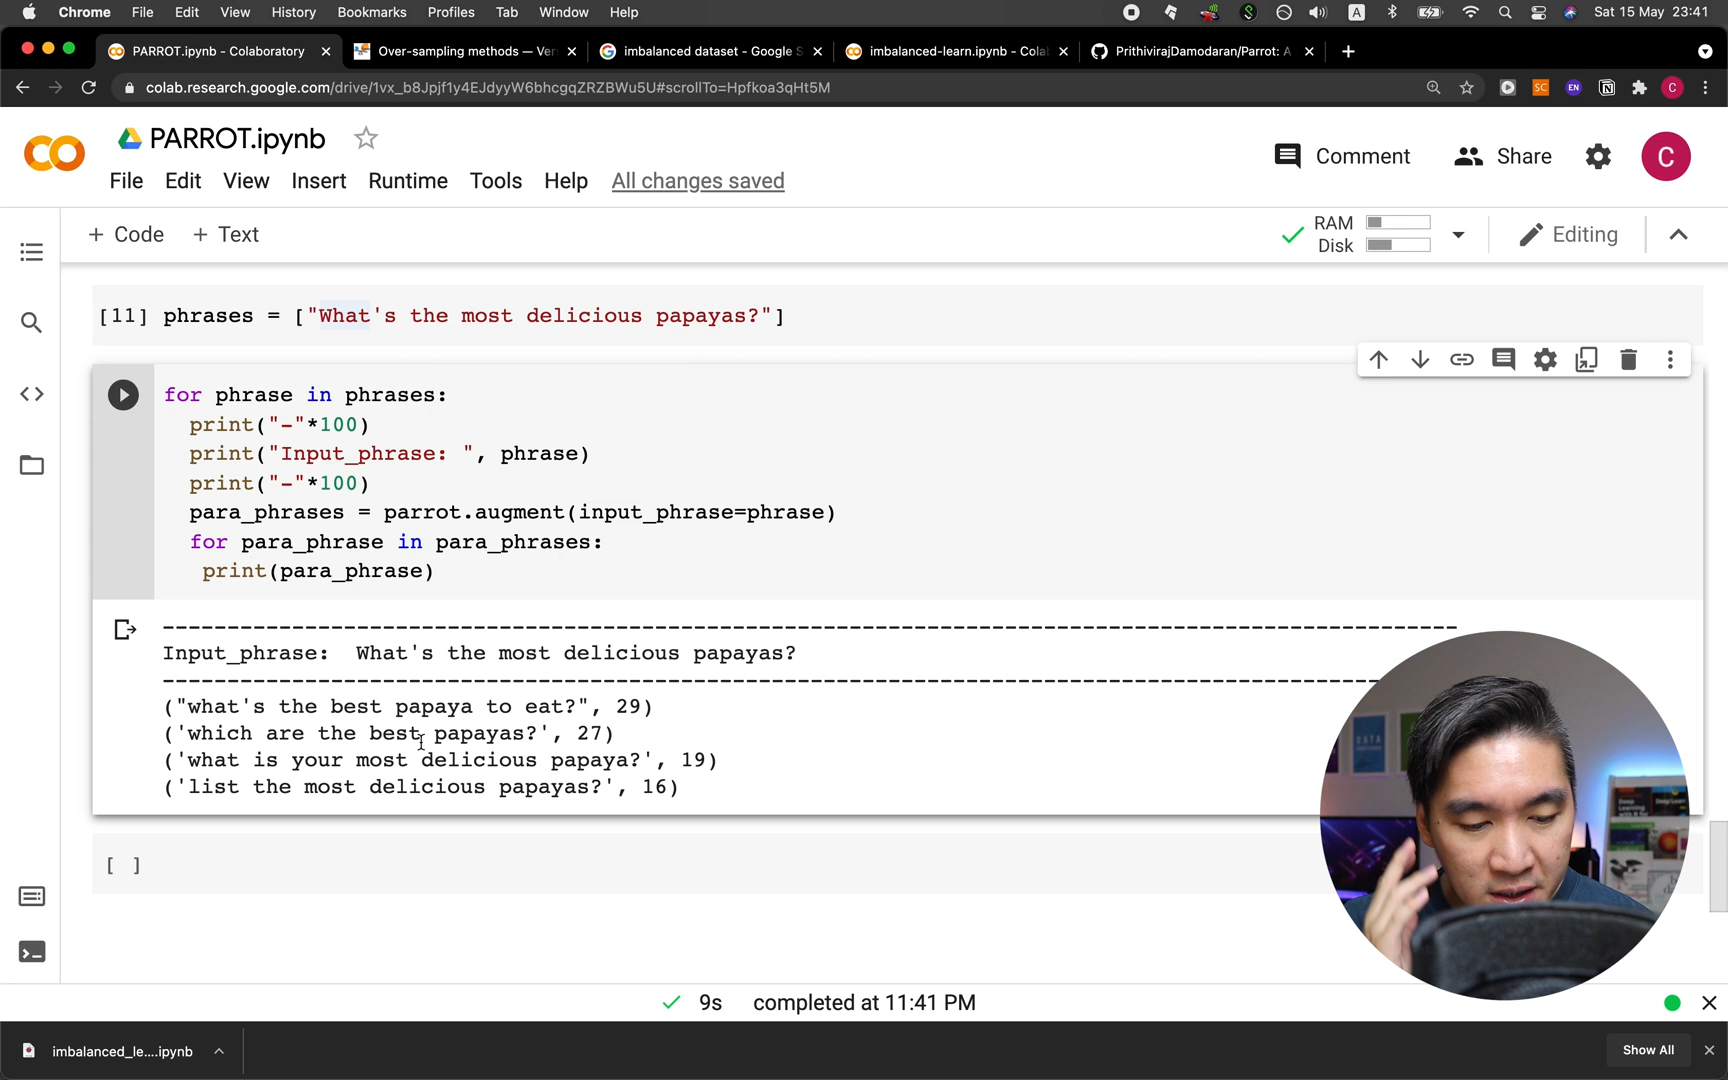 Chrome File Edit View History Bookmarks Profiles Tab Window Help A Sat 15 May 23:41
PARROT.ipynb - Colaboratory Over-sampling methods — Ver imbalanced dataset - Google S imbalanced-learn.ipynb - Cola PrithivirajDamodaran/Parrot: A
colab.research.google.com/drive/1vx_b8Jpjf1y4EJdyyW6bhcgqZRZBWu5U#scrollTo=Hpfkoa3qHt5M SC EN C
PARROT.ipynb
Comment Share C
File Edit View Insert Runtime Tools Help All changes saved
+ Code + Text RAM Disk Editing
[11] phrases = ["What's the most delicious papayas?"]
for phrase in phrases:
print("-"*100)
print("Input_phrase: ", phrase)
print("-"*100)
para_phrases = parrot.augment(input_phrase=phrase)
for para_phrase in para_phrases:
print(para_phrase)
----------------------------------------------------------------------------------------------------
Input_phrase:  What's the most delicious papayas?
----------------------------------------------------------------------------------------------------
("what's the best papaya to eat?", 29)
('which are the best papayas?', 27)
('what is your most delicious papaya?', 19)
('list the most delicious papayas?', 16)
[ ]
9s completed at 11:41 PM
imbalanced_le....ipynb Show All